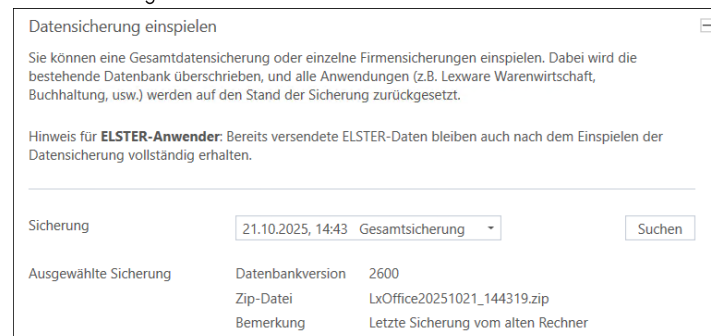 Datensicherung einspielen
Sie können eine Gesamtdatensicherung oder einzelne Firmensicherungen einspielen. Dabei wird die
bestehende Datenbank überschrieben, und alle Anwendungen (z.B. Lexware Warenwirtschaft,
Buchhaltung, usw.) werden auf den Stand der Sicherung zurückgesetzt.
Hinweis für ELSTER-Anwender: Bereits versendete ELSTER-Daten bleiben auch nach dem Einspielen der
Datensicherung vollständig erhalten.
Sicherung 21.10.2025, 14:43 Gesamtsicherung Suchen
Ausgewählte Sicherung Datenbankversion 2600
Zip-Datei LxOffice20251021_144319.zip
Bemerkung Letzte Sicherung vom alten Rechner